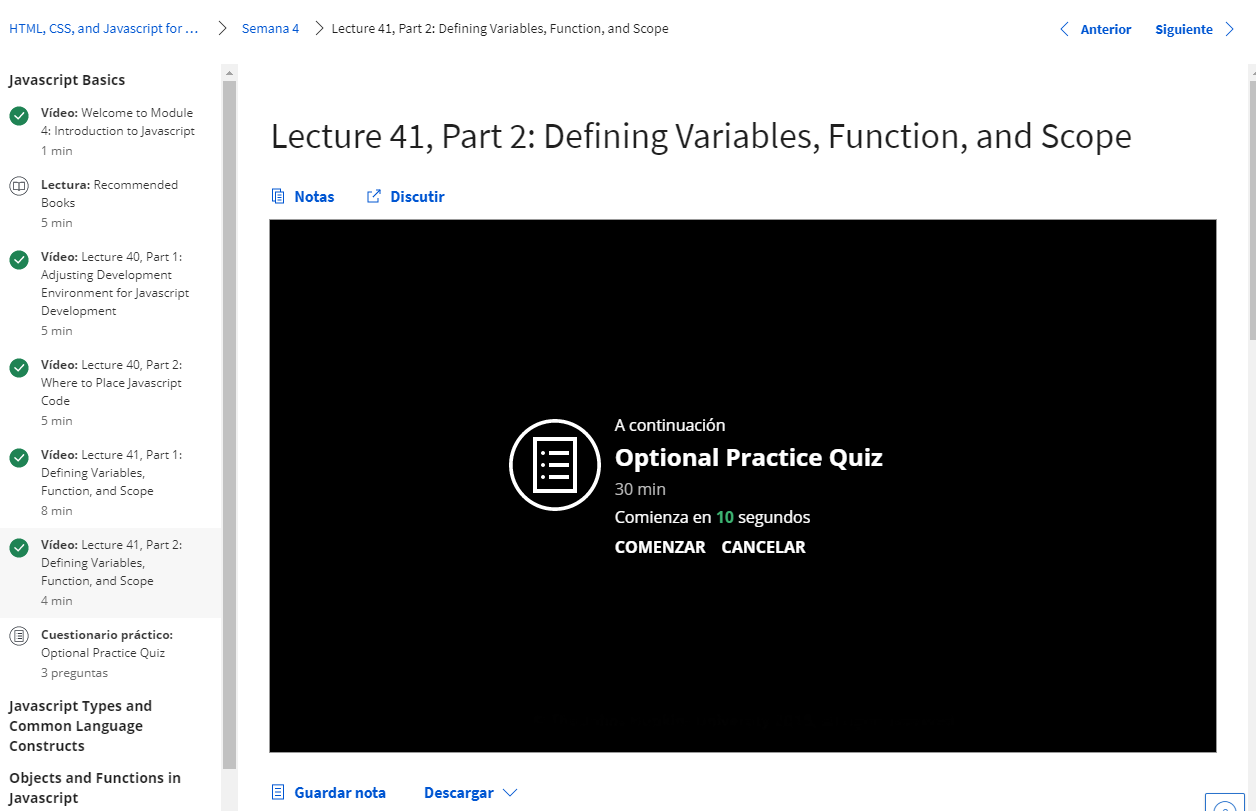 HTML, CSS, and Javascript for ...
Semana 4
Lecture 41, Part 2: Defining Variables, Function, and Scope
Anterior
Siguiente
Javascript Basics
Vídeo: Welcome to Module
4: Introduction to Javascript
1 min
Lectura: Recommended
Books
5 min
Vídeo: Lecture 40, Part 1:
Adjusting Development
Environment for Javascript
Development
5 min
Vídeo: Lecture 40, Part 2:
Where to Place Javascript
Code
5 min
Vídeo: Lecture 41, Part 1:
Defining Variables,
Function, and Scope
8 min
Vídeo: Lecture 41, Part 2:
Defining Variables,
Function, and Scope
4 min
Cuestionario práctico:
Optional Practice Quiz
3 preguntas
Javascript Types and
Common Language
Constructs
Objects and Functions in
Javascript
Lecture 41, Part 2: Defining Variables, Function, and Scope
Notas
Discutir
A continuación
Optional Practice Quiz
30 min
Comienza en 10 segundos
COMENZAR CANCELAR
Guardar nota
Descargar